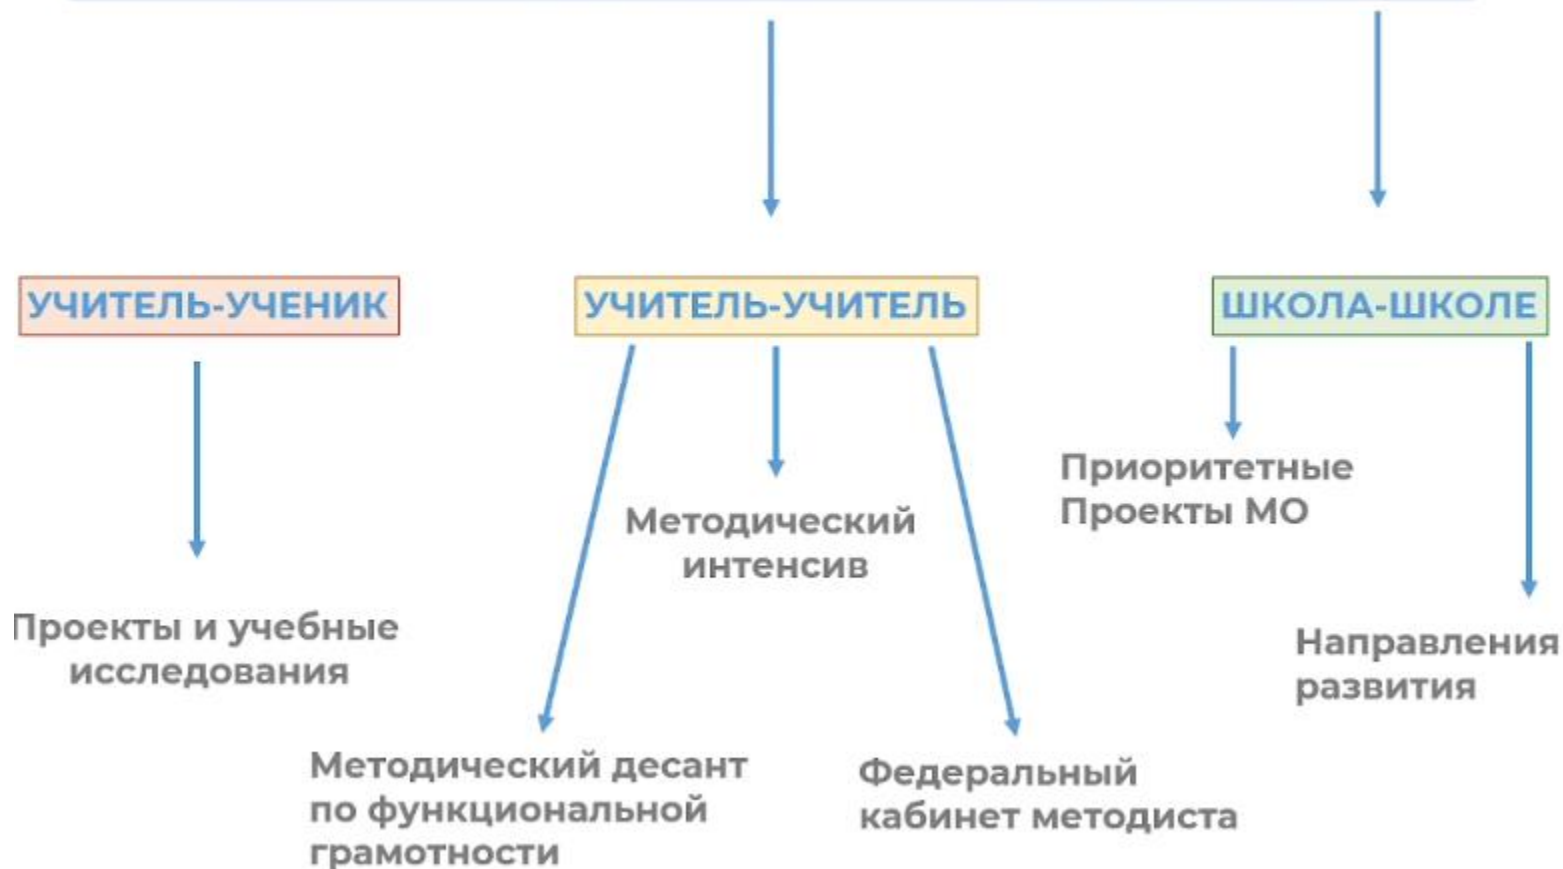 УЧИТЕЛЬ-УЧЕНИК
УЧИТЕЛЬ-УЧИТЕЛЬ
ШКОЛА-ШКОЛЕ
Приоритетные
Проекты МО
Методический
интенсив
Проекты и учебные
исследования
Направления
развития
Методический десант
по функциональной
грамотности
Федеральный
кабинет методиста